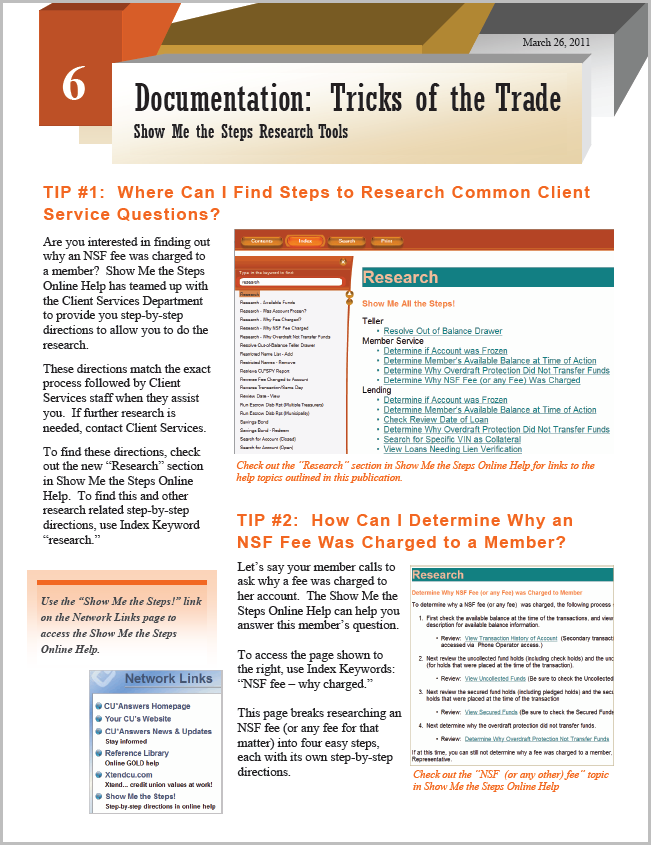 March 26, 2011
6
Documentation:  Tricks of the Trade
Show Me the Steps Research Tools
TIP #1:  Where Can I Find Steps to Research Common Client
Service Questions?
Are you interested in finding out
why an NSF fee was charged to
a member?  Show Me the Steps
Online Help has teamed up with
the Client Services Department
to provide you step-by-step
directions to allow you to do the
research.
These directions match the exact
process followed by Client
Services staff when they assist
you.  If further research is
needed, contact Client Services.
To find these directions, check
out the new “Research” section
in Show Me the Steps Online
Help.  To find this and other
research related step-by-step
directions, use Index Keyword
“research.”
Contents
Index
Search
Print
Type in the keyword to find:
research
Research
Research - Available Funds
Research - Was Account Frozen?
Research - Why Fee Charged?
Research - Why NSF Fee Charged
Research - Why Overdraft Protection Did Not Transfer Funds
Resolve Out-of-Balance Teller Drawer
Restricted Name List - Add
Restricted Names - Remove
Retrieve CU*SPY Report
Reverse Fee Changed to Account
Reverse Transaction/Same Day
Review Date - View
Run Escrow Disb Rpt (Multiple Treasurers)
Run Escrow Disb Rpt (Municipality)
Savings Bond
Savings Bond - Redeem
Search for Account (Closed)
Search for Account (Open)
Research
Show Me All the Steps!
Teller
• Resolve Out of Balance Drawer
Member Service
• Determine if Account was Frozen
• Determine Member's Available Balance at Time of Action
• Determine Why Overdraft Protection Did Not Transfer Funds
• Determine Why NSF Fee (or any Fee) Was Charged
Lending
• Determine if Account was Frozen
• Determine Member's Available Balance at Time of Action
• Check Review Date of Loan
• Determine Why Overdraft Protection Did Not Transfer Funds
• Search for Specific VIN as Collateral
• View Loans Needing Lien Verification
Check out the “Research” section in Show Me the Steps Online Help for links to the
help topics outlined in this publication.
TIP #2:  How Can I Determine Why an
NSF Fee Was Charged to a Member?
Let’s say your member calls to
ask why a fee was charged to
her account.  The Show Me the
Steps Online Help can help you
answer this member’s question.
To access the page shown to
the right, use Index Keywords:
“NSF fee – why charged.”
This page breaks researching an
NSF fee (or any fee for that
matter) into four easy steps,
each with its own step-by-step
directions.
Research
Determine Why NSF Fee (or any Fee) was Charged to Member
To determine why a NSF fee (or any fee)  was charged, the following process
1. First check the available balance at the time of the transactions, and view
description for available balance information.
• Review:  View Transaction History of Account  (Secondary transact
accessed via  Phone Operator access.)
2. Next review the uncollected fund holds (including check holds) and the unc
(for holds that were placed at the time of the transaction).
• Review:  View Uncollected Funds (Be sure to check the Uncollected
3. Next review the secured fund holds (including pledged holds) and the secu
holds that were placed at the time of the transaction
• Review:  View Secured Funds (Be sure to check the Secured Funds
4. Next determine why the overdraft protection did not transfer funds.
• Review:  Determine Why Overdraft Protection Did Not Transfer Funds
If at this time, you can still not determine why a fee was charged to a member.
Representative.
Check out the “NSF  (or any other) fee” topic
in Show Me the Steps Online Help
Use the “Show Me the Steps!” link
on the Network Links page to
access the Show Me the Steps
Online Help.
Network Links
CU*Answers Homepage
Your CU's Website
CU*Answers News & Updates
Stay informed
Reference Library
Online GOLD help
Xtendcu.com
Xtend... credit union values at work!
Show Me the Steps!
Step-by-step directions in online help